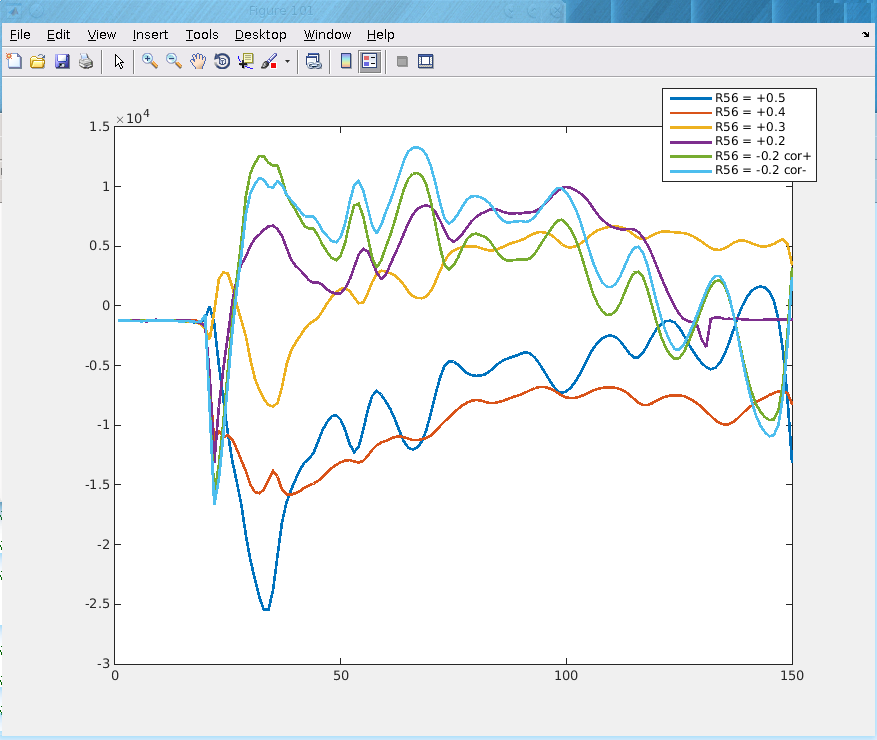 Figure 101
File Edit View Insert Tools Desktop Window Help
×10⁴
R56 = +0.5
R56 = +0.4
R56 = +0.3
R56 = +0.2
R56 = -0.2 cor+
R56 = -0.2 cor-
1.5
1
0.5
0
-0.5
-1
-1.5
-2
-2.5
-3
0 50 100 150